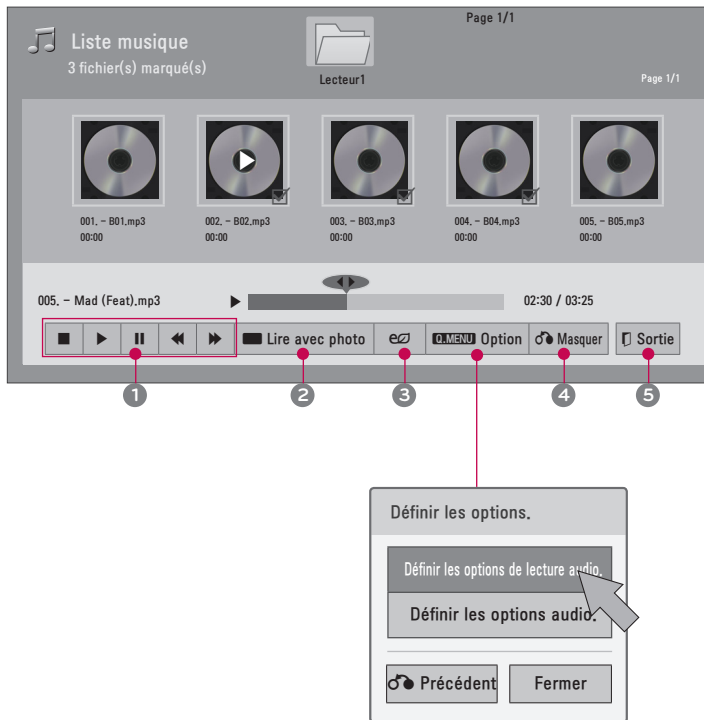 Page 1/1
Liste musique
3 fichier(s) marqué(s)
Lecteur1
Page 1/1
001. - B01.mp3
00:00
002. - B02.mp3
00:00
003. - B03.mp3
00:00
004. - B04.mp3
00:00
005. - B05.mp3
00:00
005. - Mad (Feat).mp3
02:30 / 03:25
Lire avec photo
Q.MENU Option
Masquer
Sortie
1
2
3
4
5
Définir les options.
Définir les options de lecture audio.
Définir les options audio.
Précédent
Fermer